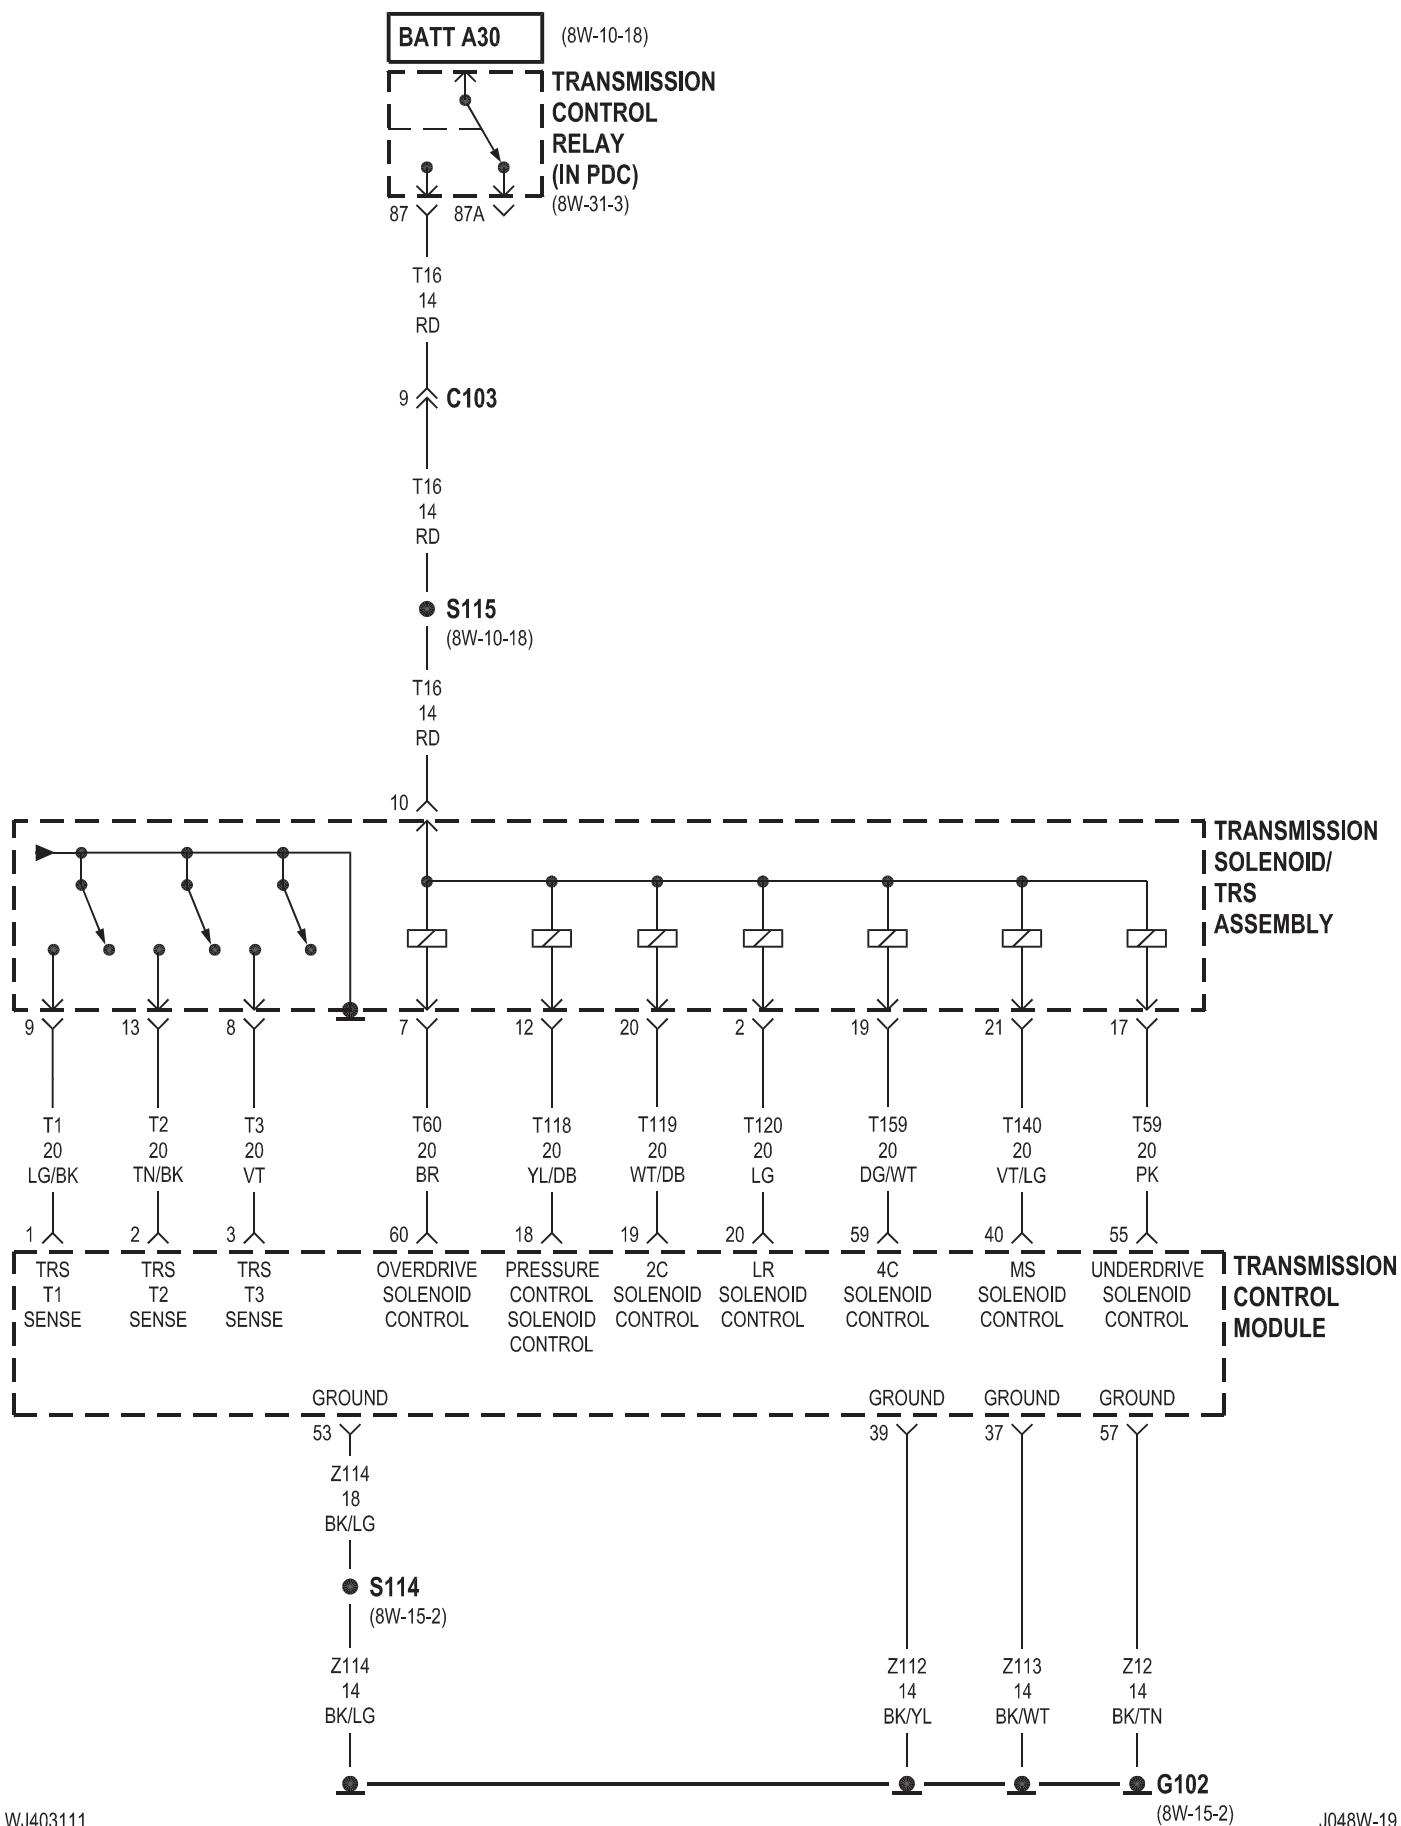 BATT A30 (8W-10-18)
TRANSMISSION
CONTROL
RELAY
(IN PDC)
(8W-31-3)
87 87A
T16
14
RD
9 C103
T16
14
RD
S115
(8W-10-18)
T16
14
RD
10
TRANSMISSION
SOLENOID/
TRS
ASSEMBLY
9 13 8 7 12 20 2 19 21 17
T1 T2 T3 T60 T118 T119 T120 T159 T140 T59
20 20 20 20 20 20 20 20 20 20
LG/BK TN/BK VT BR YL/DB WT/DB LG DG/WT VT/LG PK
1 2 3 60 18 19 20 59 40 55
TRS TRS TRS OVERDRIVE PRESSURE 2C LR 4C MS UNDERDRIVE
T1 T2 T3 SOLENOID CONTROL SOLENOID SOLENOID SOLENOID SOLENOID SOLENOID
SENSE SENSE SENSE CONTROL SOLENOID CONTROL CONTROL CONTROL CONTROL CONTROL
CONTROL
TRANSMISSION
CONTROL
MODULE
GROUND GROUND GROUND GROUND
53 39 37 57
Z114
18
BK/LG
S114
(8W-15-2)
Z114 Z112 Z113 Z12
14 14 14 14
BK/LG BK/YL BK/WT BK/TN
G102
(8W-15-2)
WJ403111 J048W-19